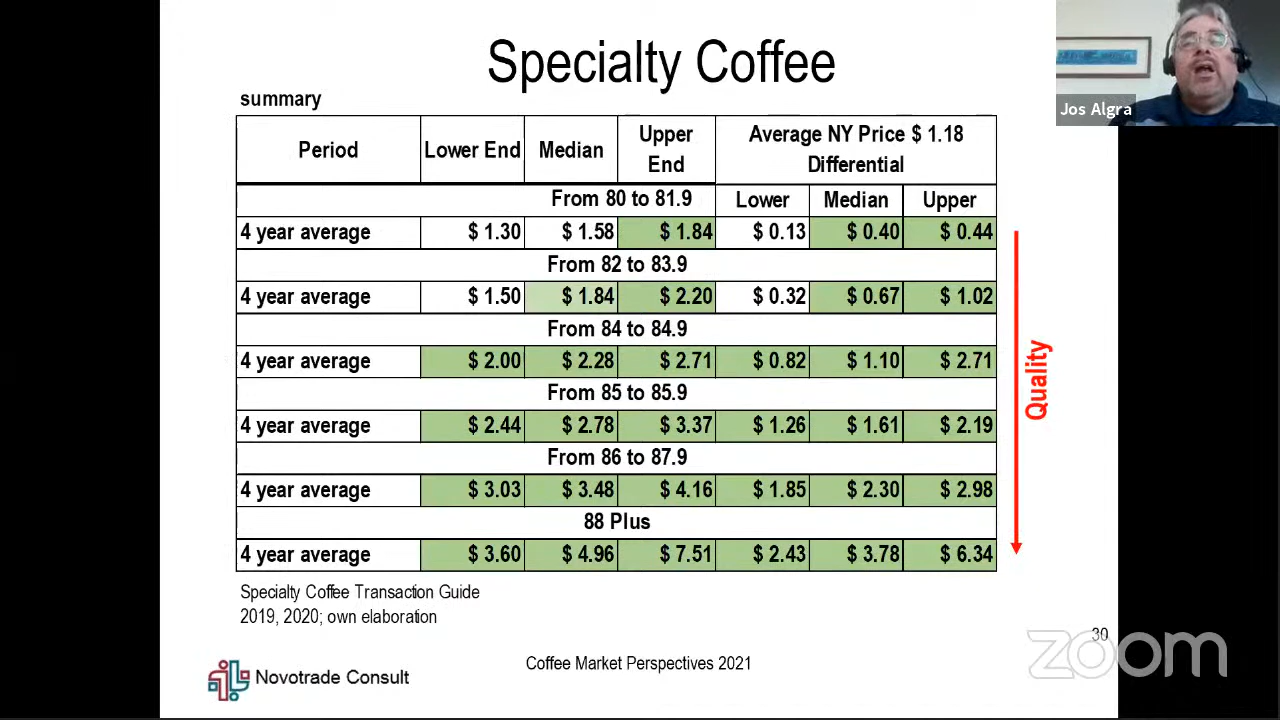 Specialty Coffee
Jos Algra
summary
Period Lower End Median Upper End Average NY Price $ 1.18 Differential
From 80 to 81.9 Lower Median Upper
4 year average $ 1.30 $ 1.58 $ 1.84 $ 0.13 $ 0.40 $ 0.44
From 82 to 83.9
4 year average $ 1.50 $ 1.84 $ 2.20 $ 0.32 $ 0.67 $ 1.02
From 84 to 84.9
4 year average $ 2.00 $ 2.28 $ 2.71 $ 0.82 $ 1.10 $ 2.71
From 85 to 85.9
4 year average $ 2.44 $ 2.78 $ 3.37 $ 1.26 $ 1.61 $ 2.19
From 86 to 87.9
4 year average $ 3.03 $ 3.48 $ 4.16 $ 1.85 $ 2.30 $ 2.98
88 Plus
4 year average $ 3.60 $ 4.96 $ 7.51 $ 2.43 $ 3.78 $ 6.34
Quality
Specialty Coffee Transaction Guide
2019, 2020; own elaboration
30
zoom
Novotrade Consult
Coffee Market Perspectives 2021